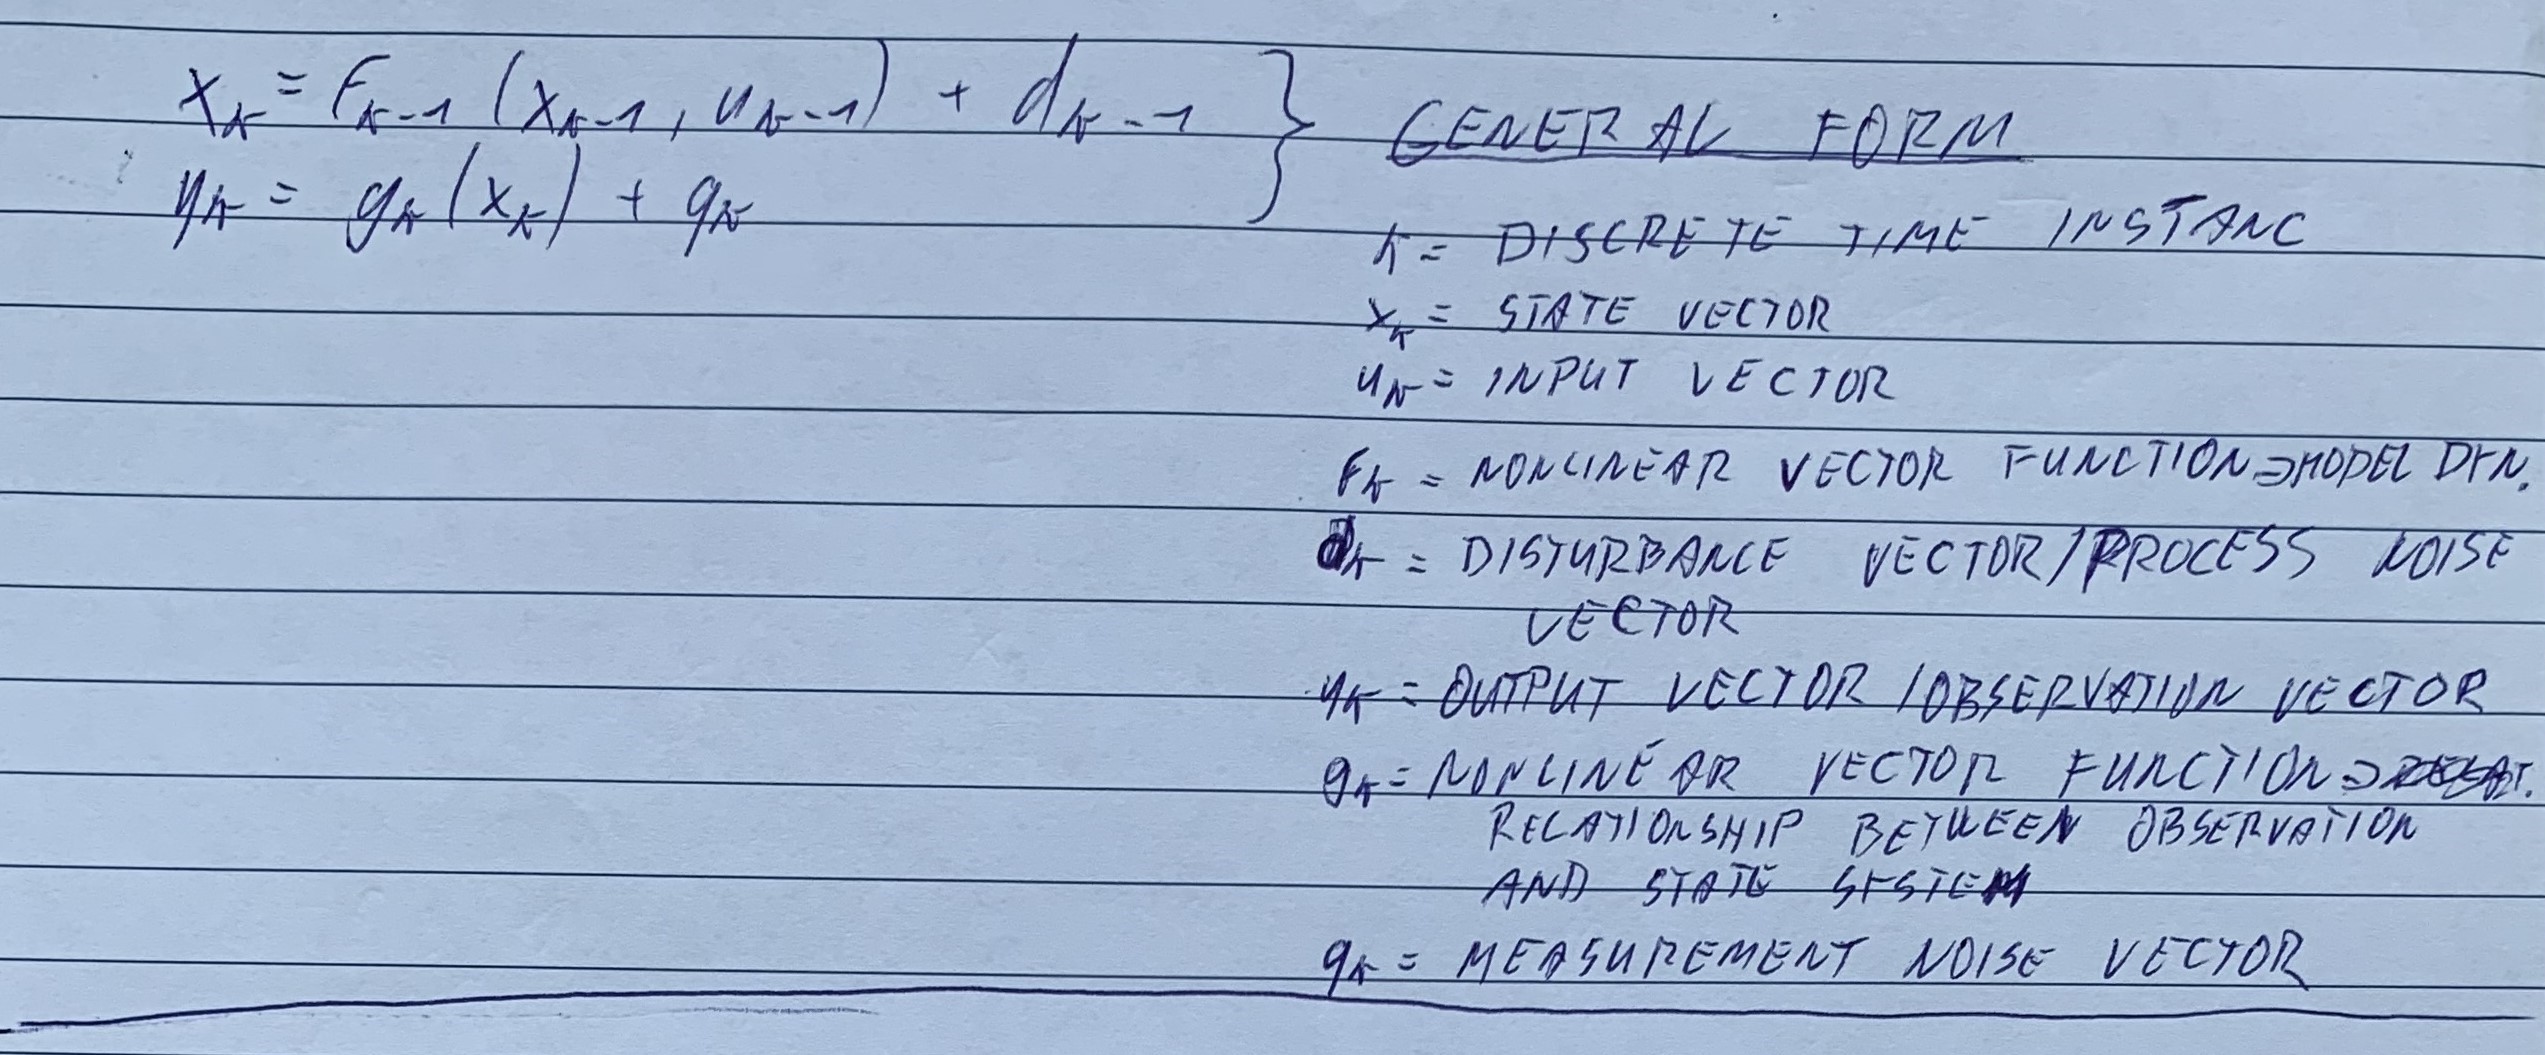 x_k = F_{k-1} (x_{k-1}, u_{k-1}) + d_{k-1}
y_k = g_k (x_k) + q_k
GENERAL FORM
k = DISCRETE TIME INSTANC
x_k = STATE VECTOR
u_k = INPUT VECTOR
F_k = NONLINEAR VECTOR FUNCTION ⇒ MODEL DYN.
d_k = DISTURBANCE VECTOR/PROCESS NOISE
VECTOR
y_k = OUTPUT VECTOR /OBSERVATION VECTOR
g_k = NONLINEAR VECTOR FUNCTION ⇒
RELATIONSHIP BETWEEN OBSERVATION
AND STATE SYSTEM
q_k = MEASUREMENT NOISE VECTOR